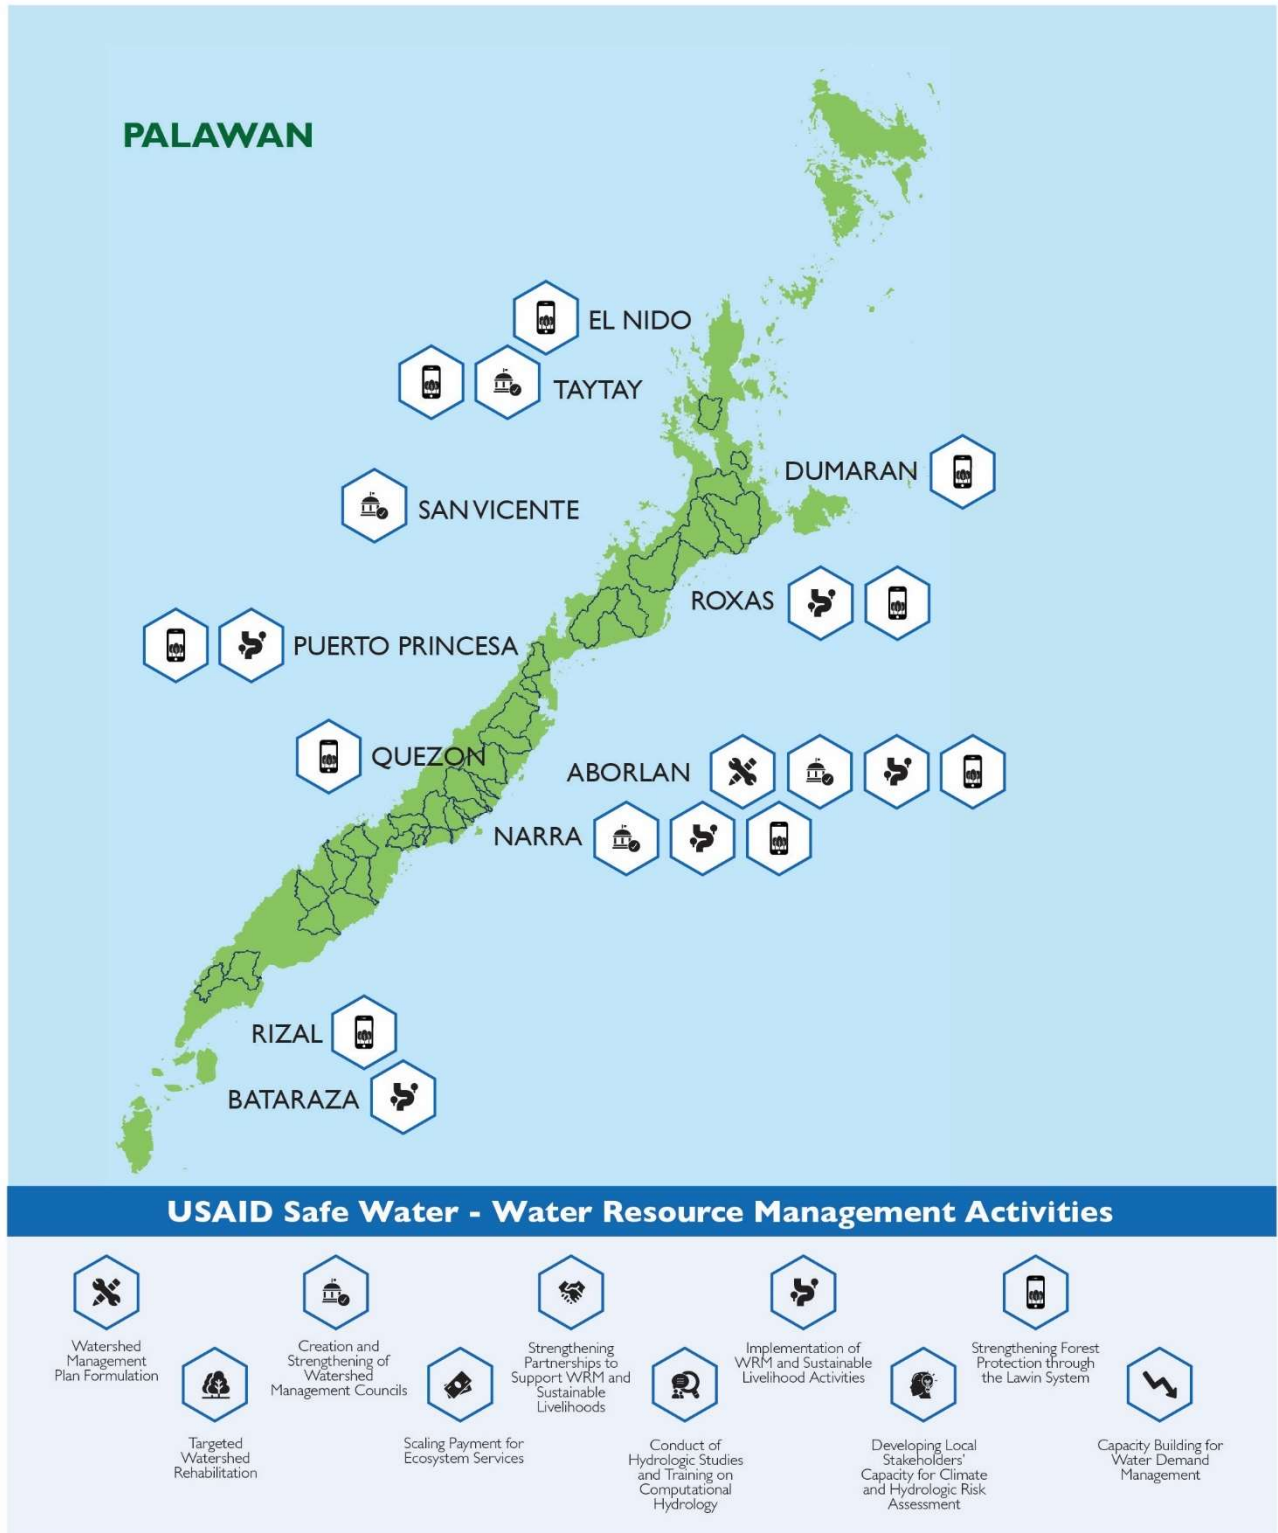 PALAWAN
EL NIDO
TAYTAY
DUMARAN
SAN VICENTE
ROXAS
PUERTO PRINCESA
QUEZON
ABORLAN
NARRA
RIZAL
BATARAZA
USAID Safe Water - Water Resource Management Activities
Watershed
Management
Plan Formulation
Targeted
Watershed
Rehabilitation
Creation and
Strengthening of
Watershed
Management Councils
Scaling Payment for
Ecosystem Services
Strengthening
Partnerships to
Support WRM and
Sustainable
Livelihoods
Conduct of
Hydrologic Studies
and Training on
Computational
Hydrology
Implementation of
WRM and Sustainable
Livelihood Activities
Developing Local
Stakeholders'
Capacity for Climate
and Hydrologic Risk
Assessment
Strengthening Forest
Protection through
the Lawin System
Capacity Building for
Water Demand
Management